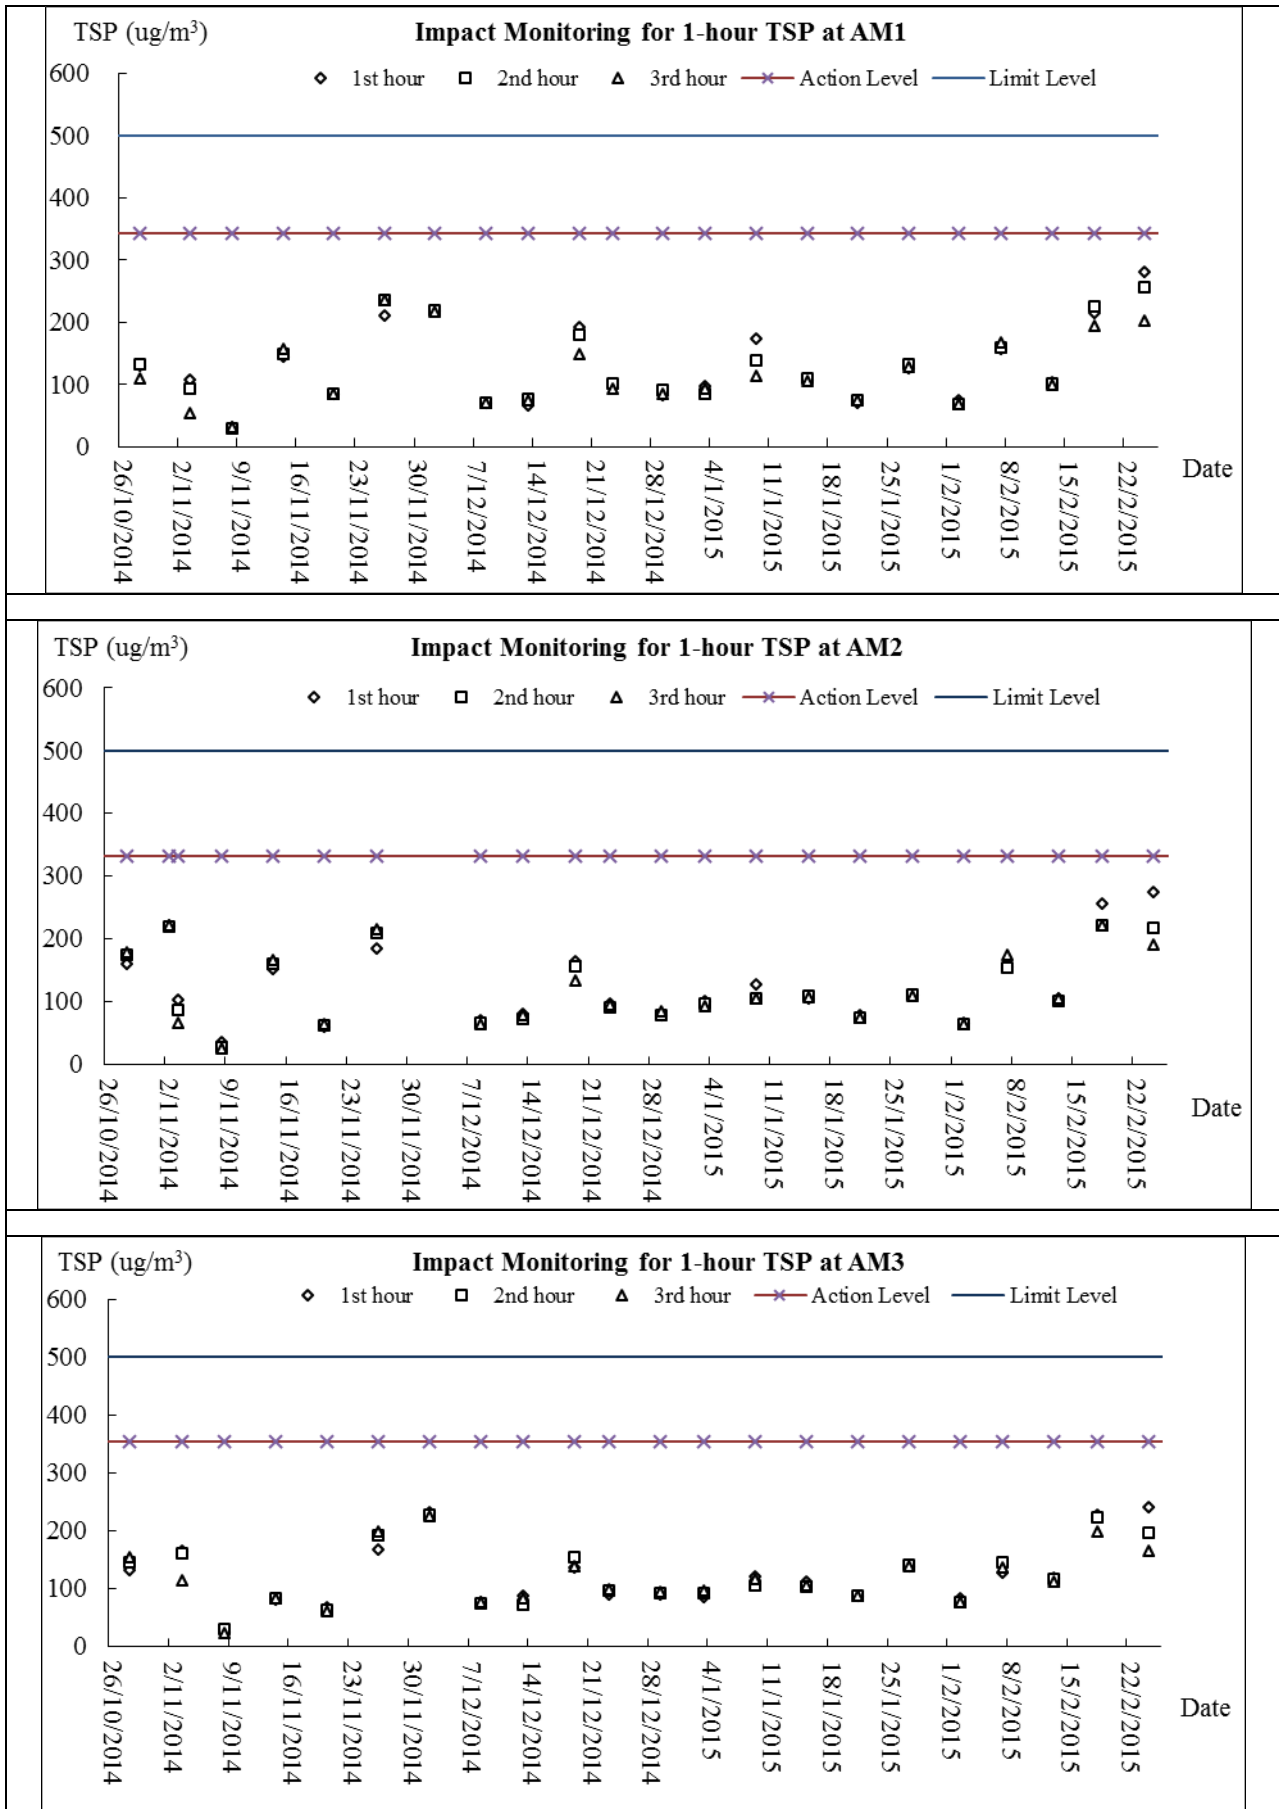 TSP (ug/m³) Impact Monitoring for 1-hour TSP at AM1
600
1st hour 2nd hour 3rd hour Action Level Limit Level
500
400
300
200
100
0
26/10/2014 2/11/2014 9/11/2014 16/11/2014 23/11/2014 30/11/2014 7/12/2014 14/12/2014 21/12/2014 28/12/2014 4/1/2015 11/1/2015 18/1/2015 25/1/2015 1/2/2015 8/2/2015 15/2/2015 22/2/2015
Date
TSP (ug/m³) Impact Monitoring for 1-hour TSP at AM2
600
1st hour 2nd hour 3rd hour Action Level Limit Level
500
400
300
200
100
0
26/10/2014 2/11/2014 9/11/2014 16/11/2014 23/11/2014 30/11/2014 7/12/2014 14/12/2014 21/12/2014 28/12/2014 4/1/2015 11/1/2015 18/1/2015 25/1/2015 1/2/2015 8/2/2015 15/2/2015 22/2/2015
Date
TSP (ug/m³) Impact Monitoring for 1-hour TSP at AM3
600
1st hour 2nd hour 3rd hour Action Level Limit Level
500
400
300
200
100
0
26/10/2014 2/11/2014 9/11/2014 16/11/2014 23/11/2014 30/11/2014 7/12/2014 14/12/2014 21/12/2014 28/12/2014 4/1/2015 11/1/2015 18/1/2015 25/1/2015 1/2/2015 8/2/2015 15/2/2015 22/2/2015
Date